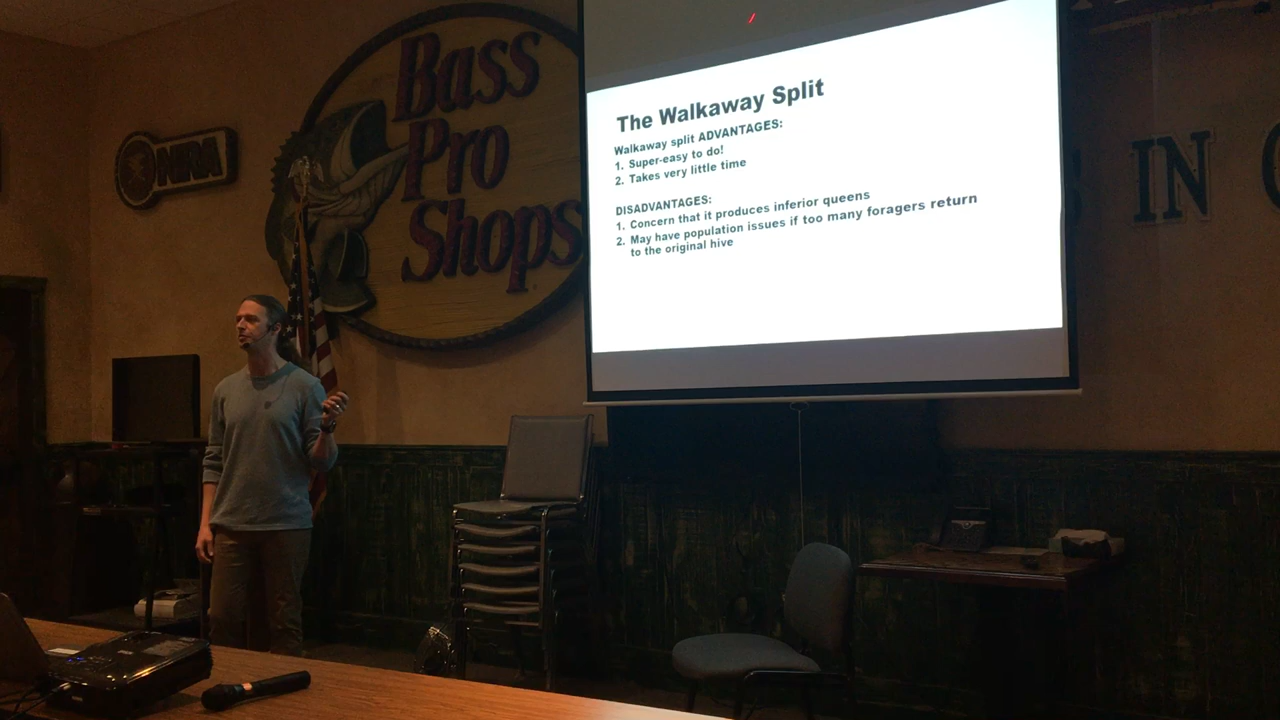 NRA
Bass
Pro
Shops
The Walkaway Split
Walkaway split ADVANTAGES:
1. Super-easy to do!
2. Takes very little time
DISADVANTAGES:
1. Concern that it produces inferior queens
2. May have population issues if too many foragers return
to the original hive
IN